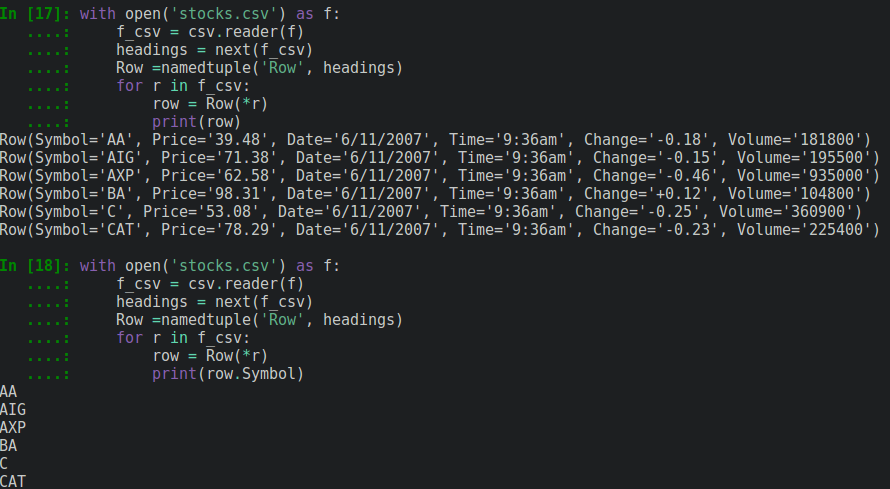 In [17]: with open('stocks.csv') as f:
   ....:     f_csv = csv.reader(f)
   ....:     headings = next(f_csv)
   ....:     Row =namedtuple('Row', headings)
   ....:     for r in f_csv:
   ....:         row = Row(*r)
   ....:         print(row)
Row(Symbol='AA', Price='39.48', Date='6/11/2007', Time='9:36am', Change='-0.18', Volume='181800')
Row(Symbol='AIG', Price='71.38', Date='6/11/2007', Time='9:36am', Change='-0.15', Volume='195500')
Row(Symbol='AXP', Price='62.58', Date='6/11/2007', Time='9:36am', Change='-0.46', Volume='935000')
Row(Symbol='BA', Price='98.31', Date='6/11/2007', Time='9:36am', Change='+0.12', Volume='104800')
Row(Symbol='C', Price='53.08', Date='6/11/2007', Time='9:36am', Change='-0.25', Volume='360900')
Row(Symbol='CAT', Price='78.29', Date='6/11/2007', Time='9:36am', Change='-0.23', Volume='225400')

In [18]: with open('stocks.csv') as f:
   ....:     f_csv = csv.reader(f)
   ....:     headings = next(f_csv)
   ....:     Row =namedtuple('Row', headings)
   ....:     for r in f_csv:
   ....:         row = Row(*r)
   ....:         print(row.Symbol)
AA
AIG
AXP
BA
C
CAT